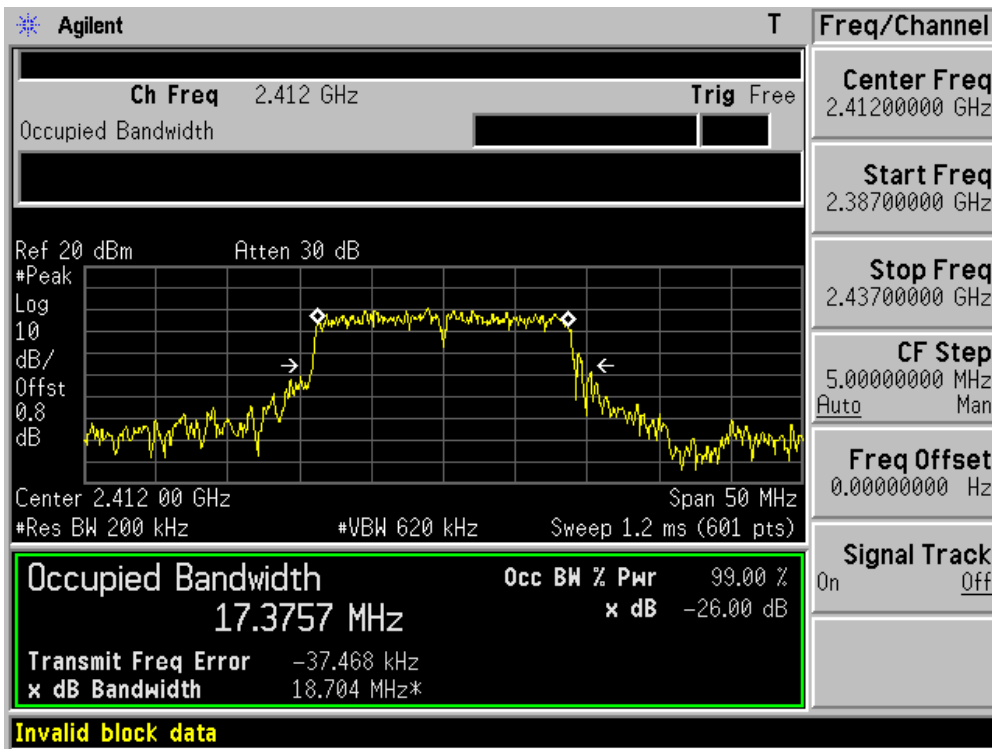 Agilent T
Ch Freq 2.412 GHz Trig Free
Occupied Bandwidth
Ref 20 dBm Atten 30 dB
#Peak
Log
10
dB/
Offst
0.8
dB
Center 2.412 00 GHz Span 50 MHz
#Res BW 200 kHz #VBW 620 kHz Sweep 1.2 ms (601 pts)
Occupied Bandwidth Occ BW % Pwr 99.00 %
17.3757 MHz x dB -26.00 dB
Transmit Freq Error -37.468 kHz
x dB Bandwidth 18.704 MHz*
Invalid block data
Freq/Channel
Center Freq
2.41200000 GHz
Start Freq
2.38700000 GHz
Stop Freq
2.43700000 GHz
CF Step
5.00000000 MHz
Auto Man
Freq Offset
0.00000000 Hz
Signal Track
On Off